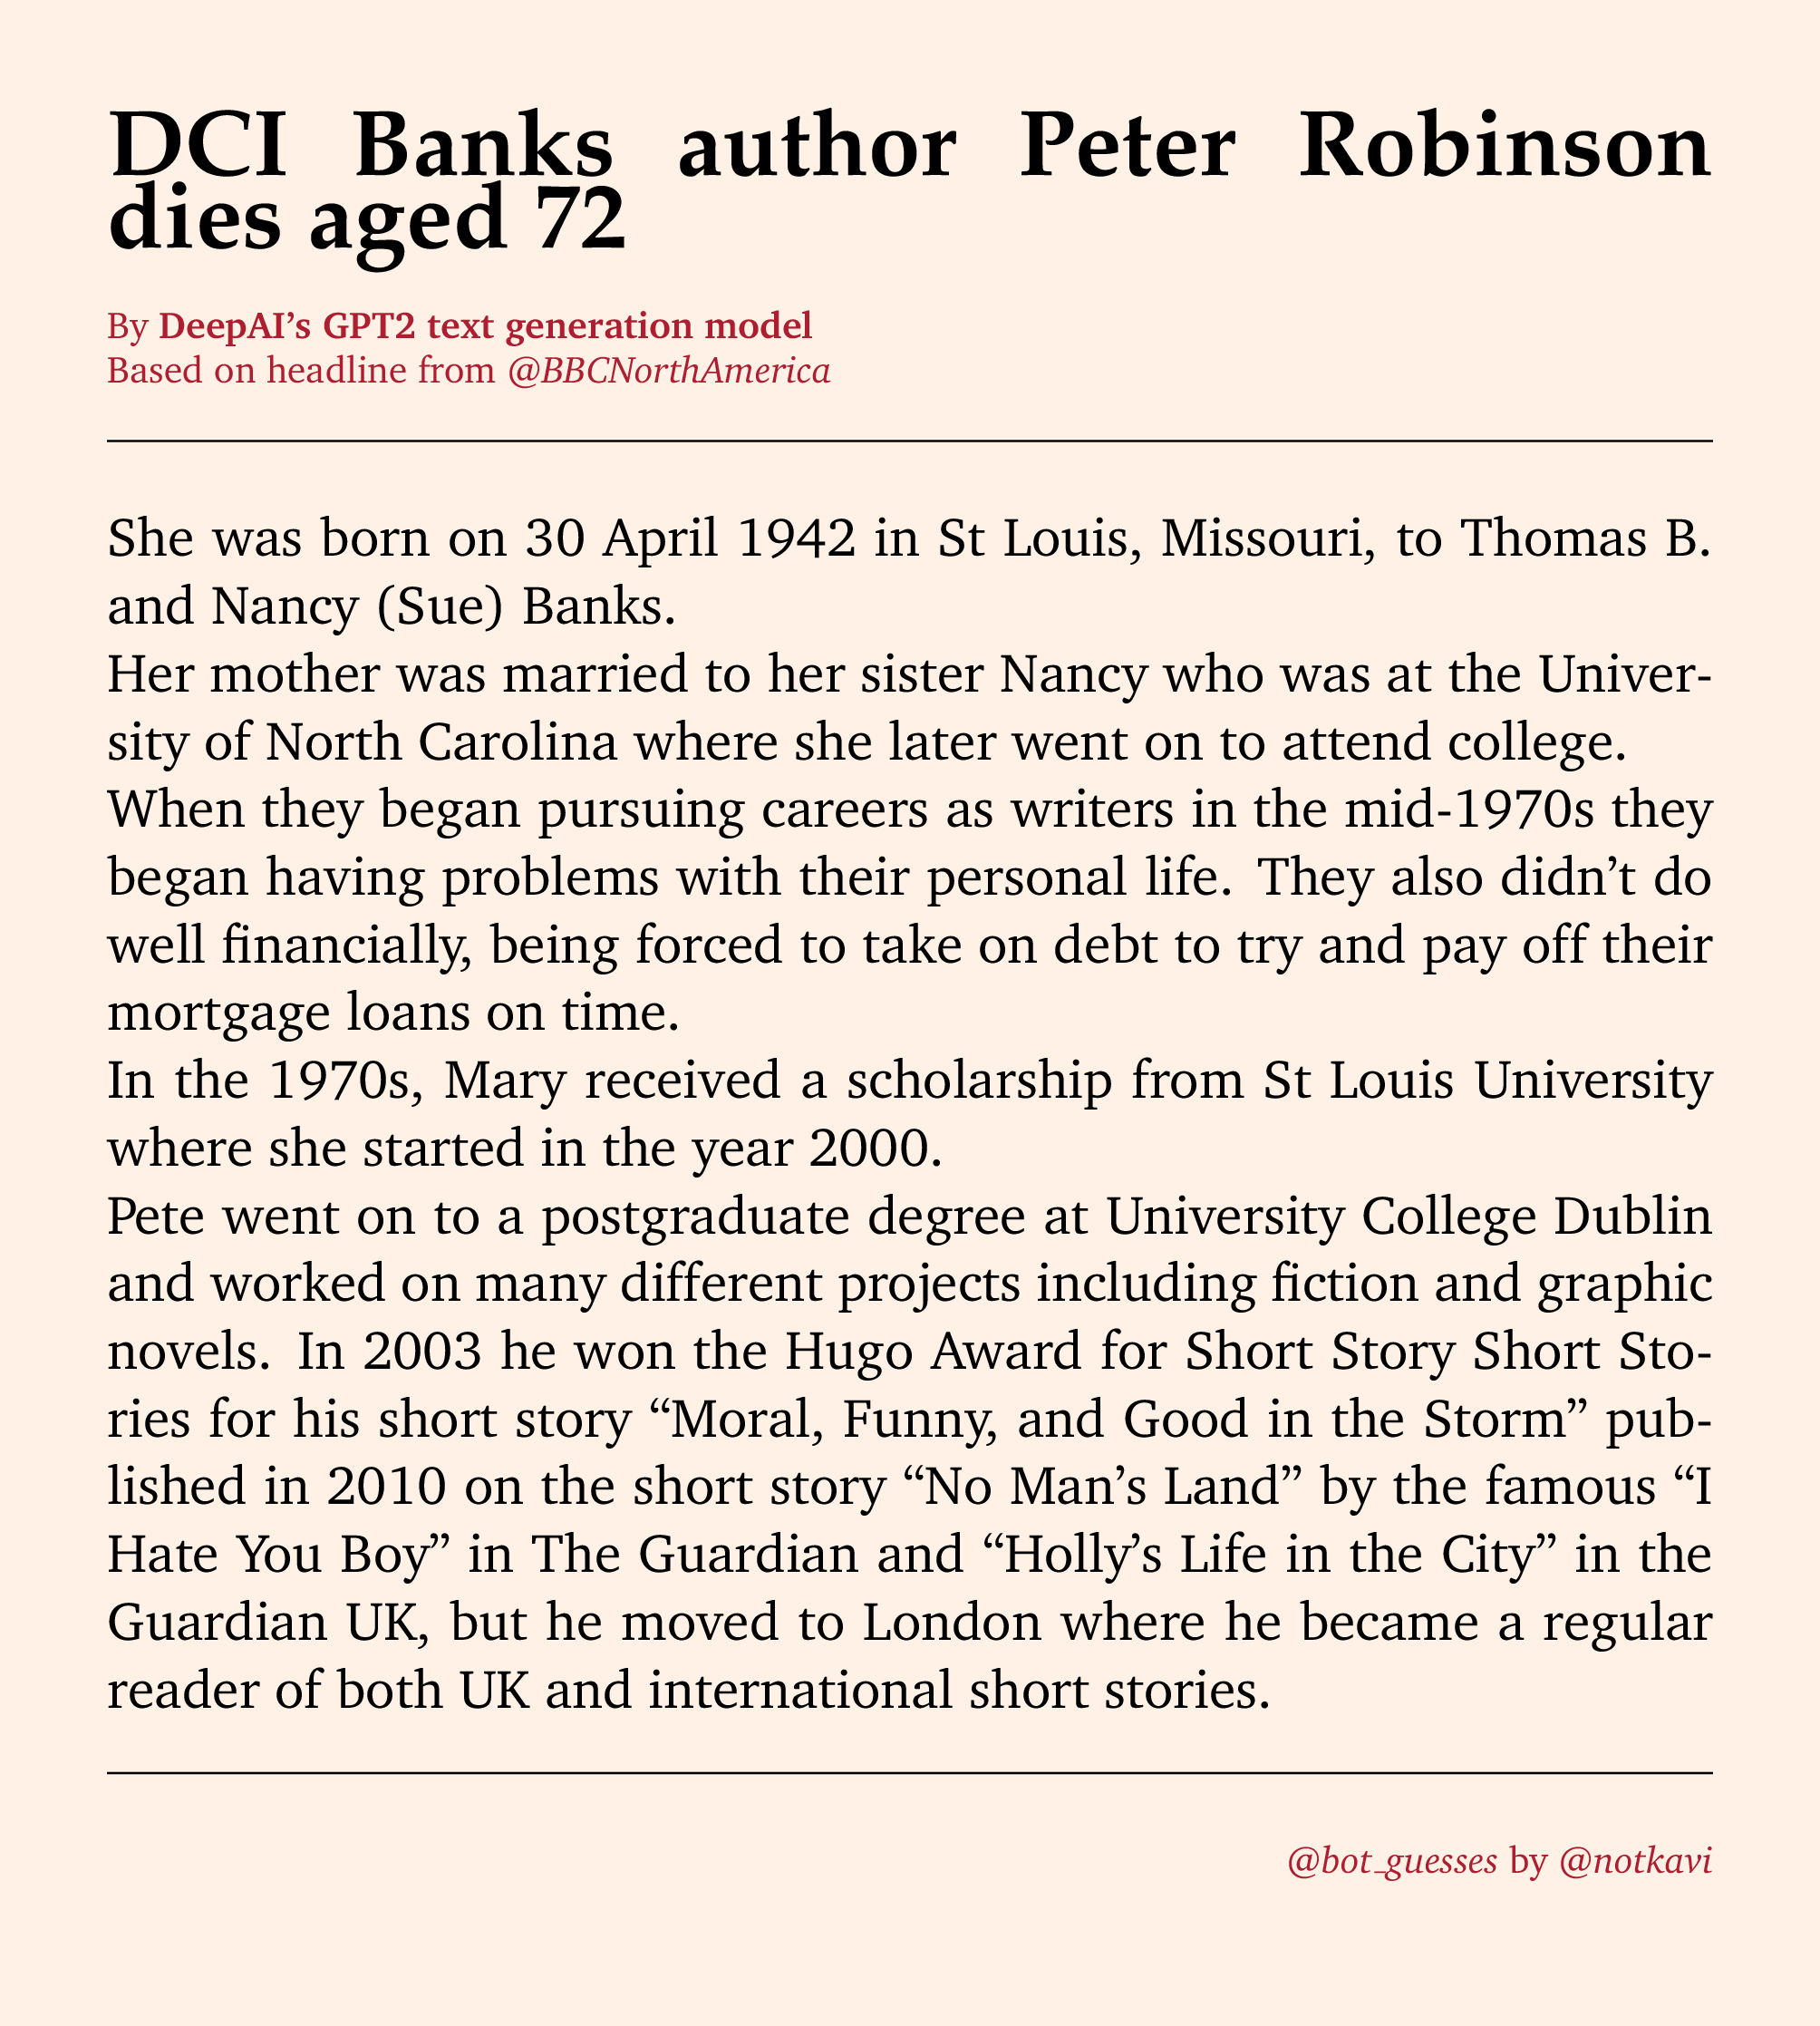 DCI Banks author Peter Robinson
dies aged 72
By DeepAI’s GPT2 text generation model
Based on headline from @BBCNorthAmerica
She was born on 30 April 1942 in St Louis, Missouri, to Thomas B.
and Nancy (Sue) Banks.
Her mother was married to her sister Nancy who was at the Univer-
sity of North Carolina where she later went on to attend college.
When they began pursuing careers as writers in the mid-1970s they
began having problems with their personal life. They also didn’t do
well financially, being forced to take on debt to try and pay off their
mortgage loans on time.
In the 1970s, Mary received a scholarship from St Louis University
where she started in the year 2000.
Pete went on to a postgraduate degree at University College Dublin
and worked on many different projects including fiction and graphic
novels. In 2003 he won the Hugo Award for Short Story Short Sto-
ries for his short story “Moral, Funny, and Good in the Storm” pub-
lished in 2010 on the short story “No Man’s Land” by the famous “I
Hate You Boy” in The Guardian and “Holly’s Life in the City” in the
Guardian UK, but he moved to London where he became a regular
reader of both UK and international short stories.
@bot_guesses by @notkavi